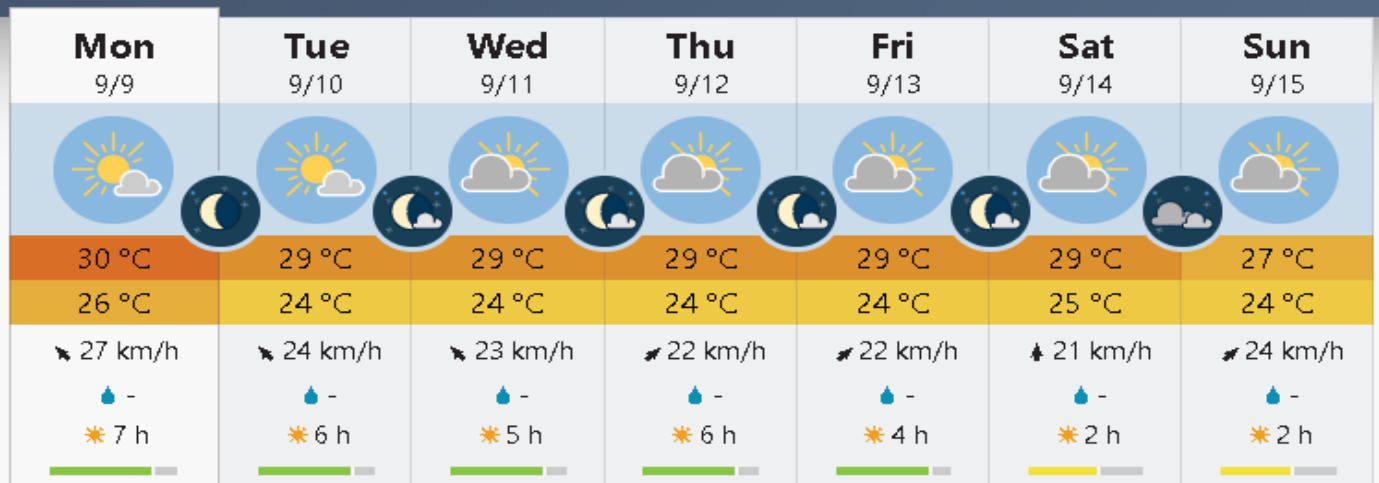 Mon Tue Wed Thu Fri Sat Sun
9/9 9/10 9/11 9/12 9/13 9/14 9/15
30 °C 29 °C 29 °C 29 °C 29 °C 29 °C 27 °C
26 °C 24 °C 24 °C 24 °C 24 °C 25 °C 24 °C
27 km/h 24 km/h 23 km/h 22 km/h 22 km/h 21 km/h 24 km/h
- - - - - - -
7 h 6 h 5 h 6 h 4 h 2 h 2 h